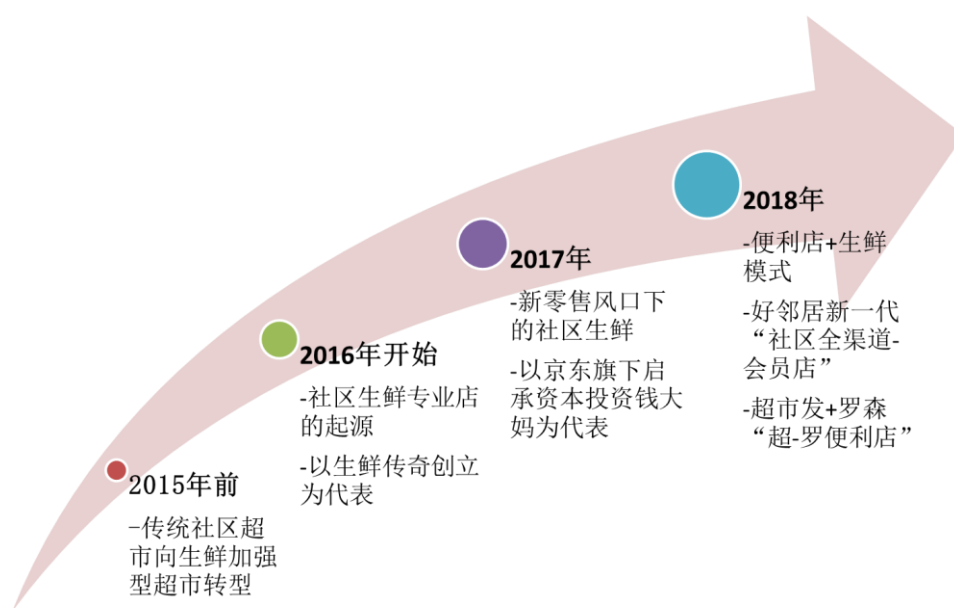 2015年前
-传统社区超
市向生鲜加强
型超市转型
2016年开始
-社区生鲜专业店
的起源
-以生鲜传奇创立
为代表
2017年
-新零售风口下
的社区生鲜
-以京东旗下启
承资本投资钱大
妈为代表
2018年
-便利店+生鲜
模式
-好邻居新一代
“社区全渠道-
会员店”
-超市发+罗森
“超-罗便利店”